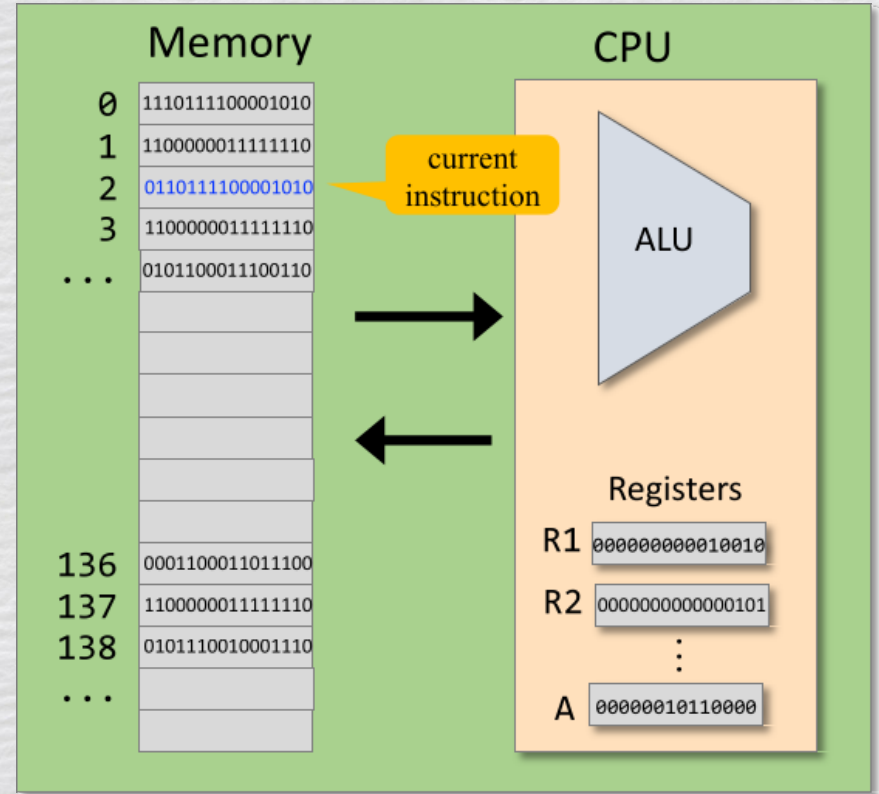 Memory
CPU
0 1110111100001010
1 1100000011111110
2 0110111100001010
3 1100000011111110
... 0101100011100110
current
instruction
ALU
136 0001100011011100
137 1100000011111110
138 0101110010001110
...
Registers
R1 000000000010010
R2 0000000000000101
⋮
A 00000010110000